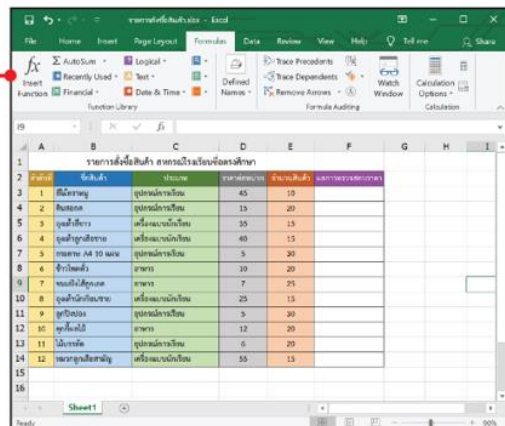 รายการสั่งซื้อสินค้า.xlsx - Excel
File Home Insert Page Layout Formulas Data Review View Help Tell me Share
fx Insert Function
Σ AutoSum
Recently Used
Financial
Logical
Text
Date & Time
Function Library
Defined Names
Trace Precedents
Trace Dependents
Remove Arrows
Formula Auditing
Watch Window
Calculation Options
Calculation
I9 fx
A B C D E F G H I
1 รายการสั่งซื้อสินค้า สหกรณ์โรงเรียนซื่อตรงศึกษา
2 ลำดับที่ ชื่อสินค้า ประเภท จำนวนสินค้า
3 1 สีไม้ระบายสี อุปกรณ์การเรียน 45 10
4 2 ดินสอกด อุปกรณ์การเรียน 15 20
5 3 ถุงเท้าสีขาว เครื่องแบบนักเรียน 35 15
6 4 ถุงเท้าลูกเสือชาย เครื่องแบบนักเรียน 40 15
7 5 กระดาษ A4 30 แผ่น อุปกรณ์การเรียน 5 30
8 6 ข้าวโพดคั่ว อาหาร 10 20
9 7 อาหาร 7 25
10 8 ถุงเท้านักเรียนชาย เครื่องแบบนักเรียน 25 15
11 9 ลูกปิงปอง อุปกรณ์การเรียน 5 30
12 10 คุกกี้ผลไม้ อาหาร 12 20
13 11 ไม้บรรทัด อุปกรณ์การเรียน 6 20
14 12 หมวกลูกเสือสามัญ เครื่องแบบนักเรียน 55 15
15
16
Sheet1
Ready 90%